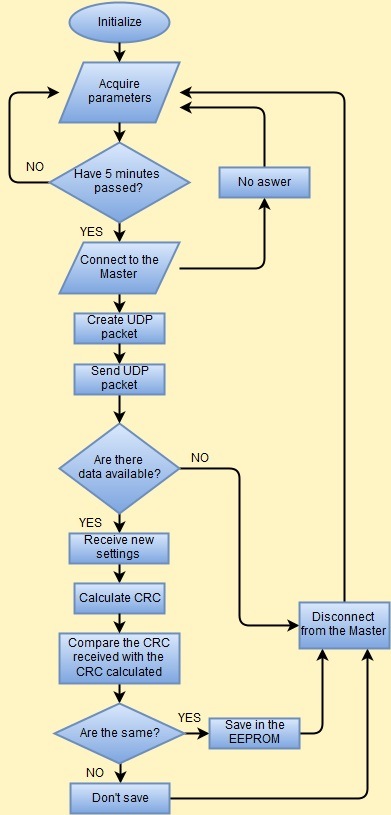 Initialize
Acquire
parameters
Have 5 minutes
passed?
NO
YES
No aswer
Connect to the
Master
Create UDP
packet
Send UDP
packet
Are there
data available?
NO
YES
Receive new
settings
Calculate CRC
Disconnect
from the Master
Compare the CRC
received with the
CRC calculated
Are the same?
YES
Save in the
EEPROM
NO
Don't save